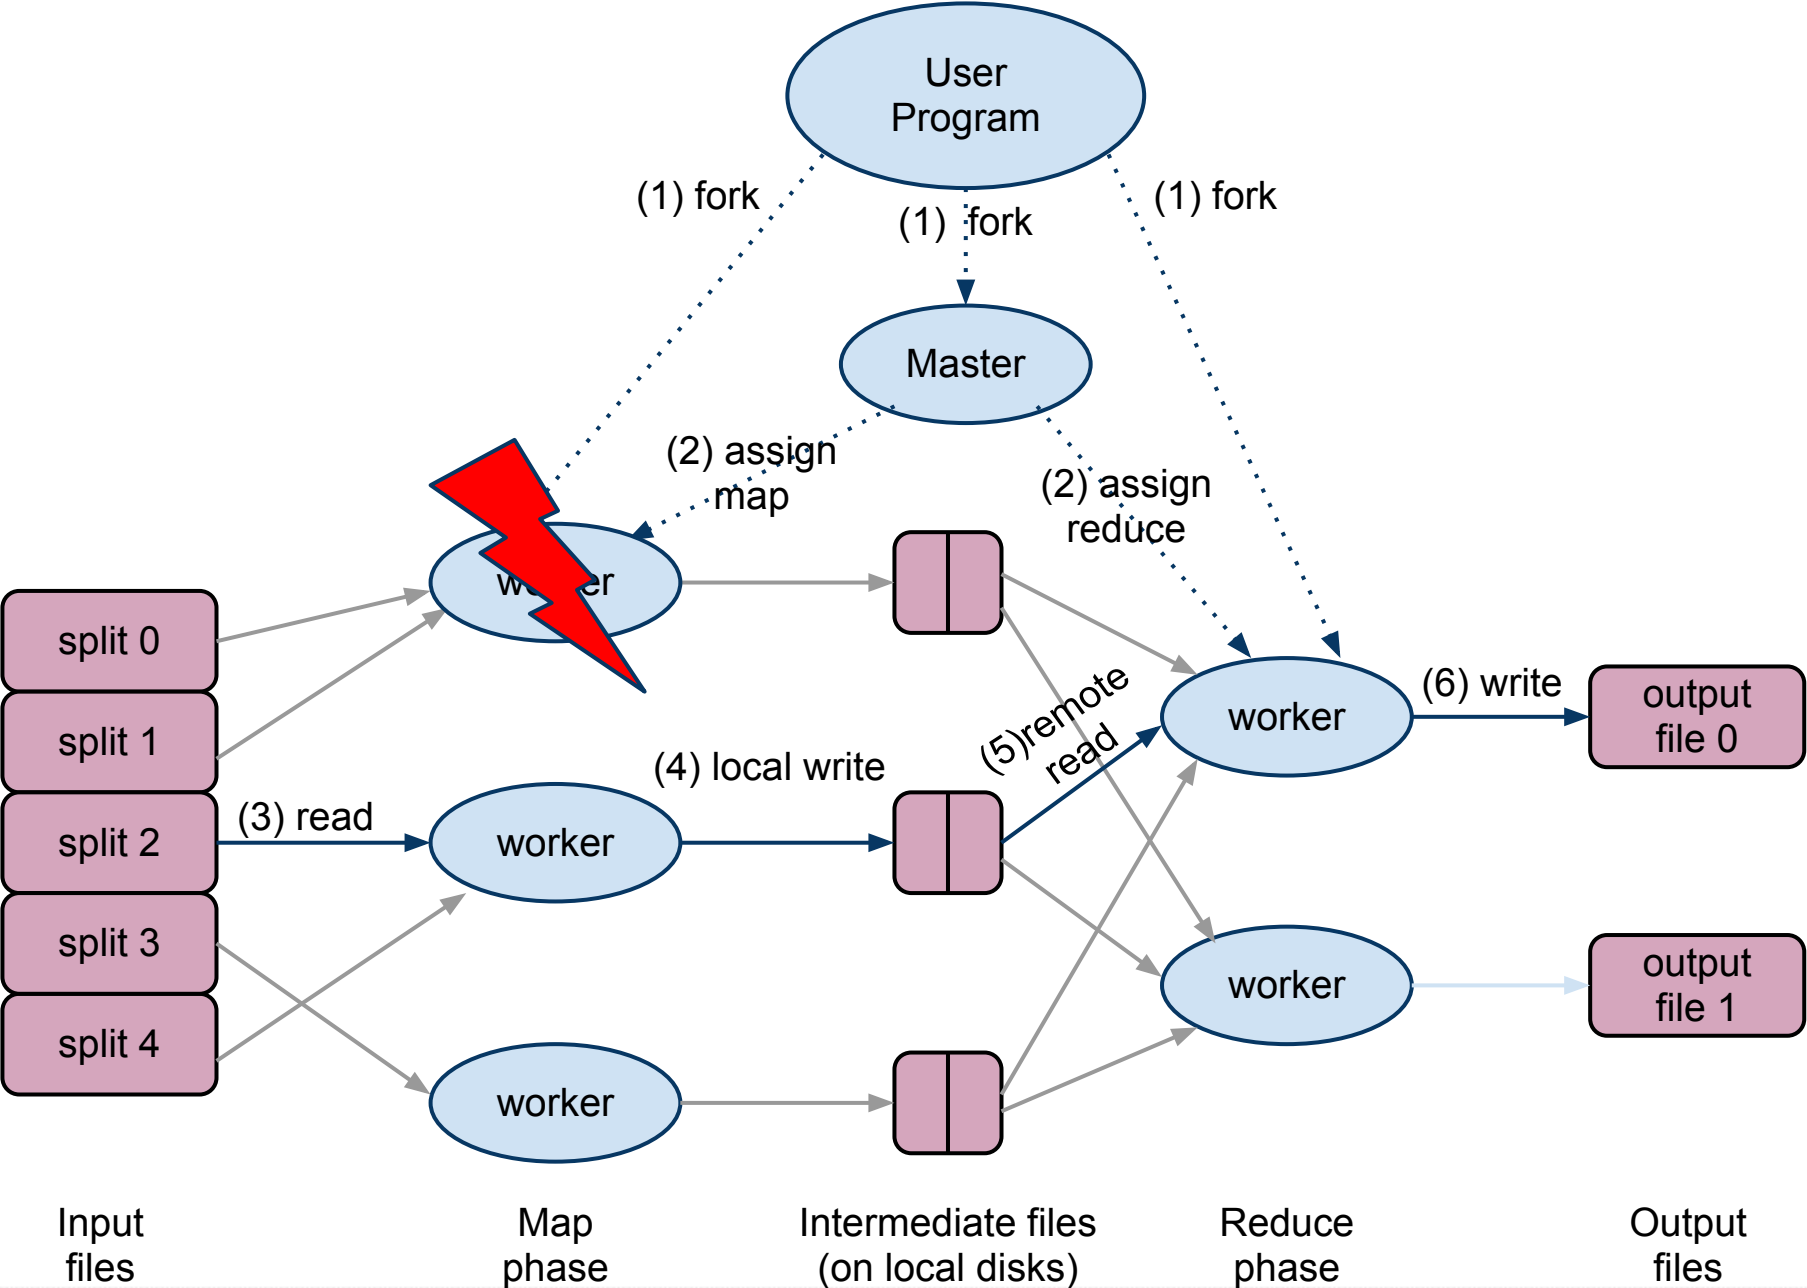 User
Program
(1) fork
(1) fork
(1) fork
Master
(2) assign
map
(2) assign
reduce
split 0
split 1
split 2
split 3
split 4
(3) read
worker
worker
(4) local write
(5)remote
read
worker
worker
(6) write
output
file 0
output
file 1
Input
files
Map
phase
Intermediate files
(on local disks)
Reduce
phase
Output
files